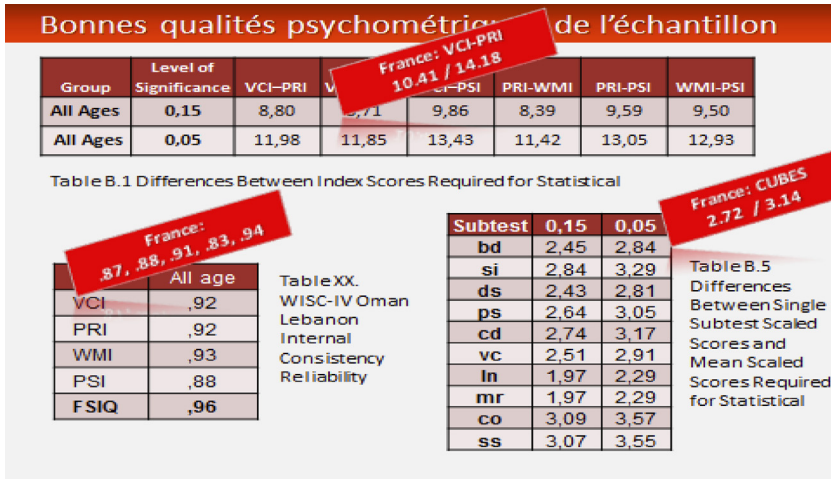 Bonnes qualités psychométriques de l'échantillon
France: VCI-PRI
10.41 / 14.18
Group Level of Significance VCI–PRI PRI-WMI PRI-PSI WMI-PSI
All Ages 0,15 8,80 9,86 8,39 9,59 9,50
All Ages 0,05 11,98 11,85 13,43 11,42 13,05 12,93
Table B.1 Differences Between Index Scores Required for Statistical
France:
.87, .88, .91, .83, .94
All age
VCI ,92
PRI ,92
WMI ,93
PSI ,88
FSIQ ,96
Table XX.
WISC-IV Oman
Lebanon
Internal
Consistency
Reliability
France: CUBES
2.72 / 3.14
Subtest 0,15 0,05
bd 2,45 2,84
si 2,84 3,29
ds 2,43 2,81
ps 2,64 3,05
cd 2,74 3,17
vc 2,51 2,91
ln 1,97 2,29
mr 1,97 2,29
co 3,09 3,57
ss 3,07 3,55
Table B.5
Differences
Between Single
Subtest Scaled
Scores and
Mean Scaled
Scores Required
for Statistical